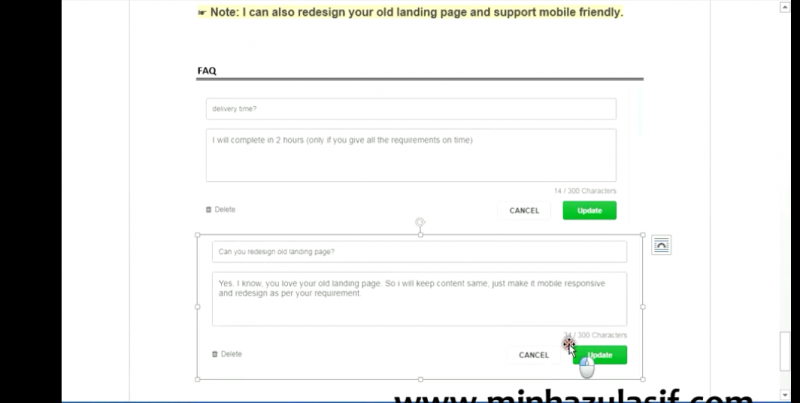 ☛ Note: I can also redesign your old landing page and support mobile friendly.
FAQ
delivery time?
I will complete in 2 hours (only if you give all the requirements on time)
14 / 300 Characters
Delete
CANCEL
Update
Can you redesign old landing page?
Yes. I know, you love your old landing page. So i will keep content same, just make it mobile responsive
and redesign as per your requirement.
34 / 300 Characters
Delete
CANCEL
Update
www.minhazulasif.com